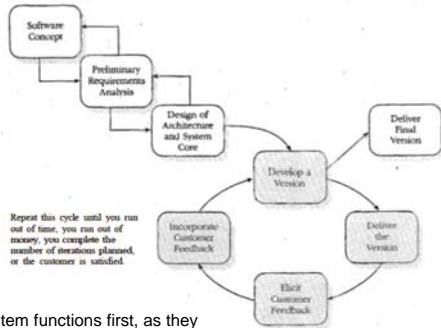 Software
Concept
Preliminary
Requirements
Analysis
Design of
Architecture
and System
Core
Deliver
Final
Version
Develop a
Version
Repeat this cycle until you run
out of time, you run out of
money, you complete the
number of iterations planned,
or the customer is satisfied.
Incorporate
Customer
Feedback
Deliver
the
Version
Elicit
Customer
Feedback
tem functions first, as they